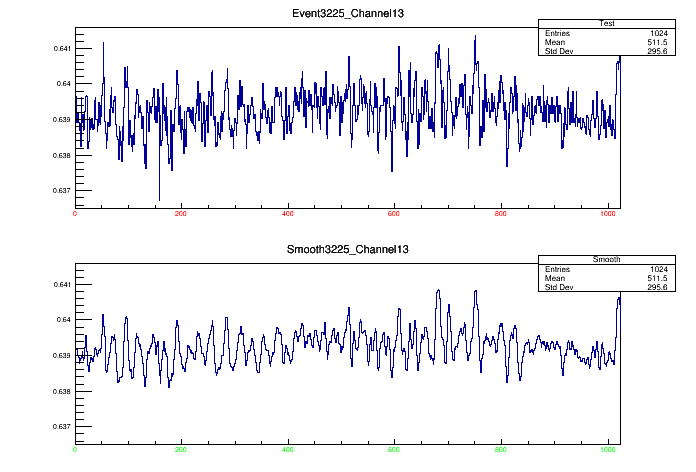 Event3225_Channel13
Test
Entries 1024
Mean 511.5
Std Dev 295.6
0.641
0.64
0.639
0.638
0.637
0 200 400 600 800 1000
Smooth3225_Channel13
Smooth
Entries 1024
Mean 511.5
Std Dev 295.6
0.641
0.64
0.639
0.638
0.637
0 200 400 600 800 1000